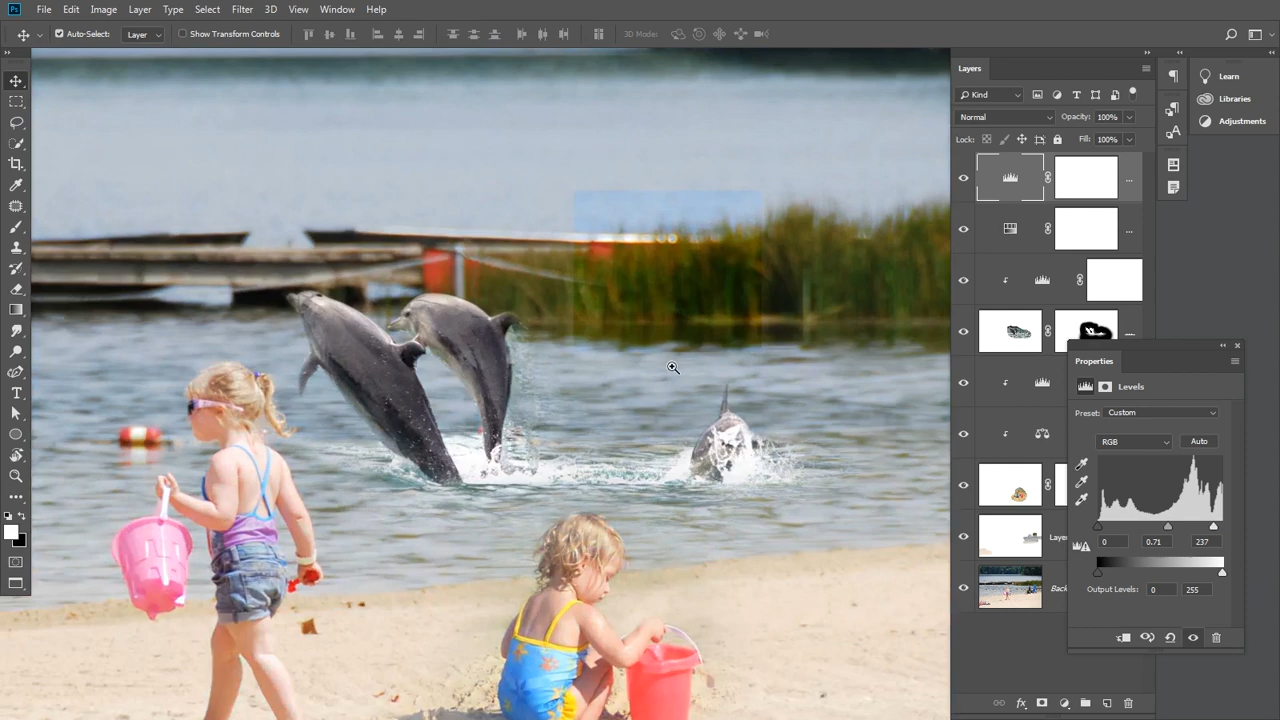 Ps File Edit Image Layer Type Select Filter 3D View Window Help
Auto-Select: Layer Show Transform Controls 3D Mode:
Layers
Kind
Normal Opacity: 100%
Lock: Fill: 100%
Learn
Libraries
Adjustments
Properties
Levels
Preset: Custom
RGB Auto
0 0.71 237
Output Levels: 0 255